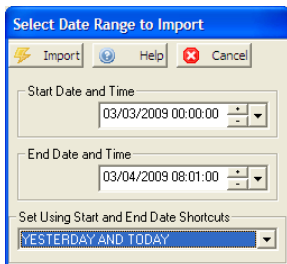 Select Date Range to Import
Import Help Cancel
Start Date and Time
03/03/2009 00:00:00
End Date and Time
03/04/2009 08:01:00
Set Using Start and End Date Shortcuts
YESTERDAY AND TODAY